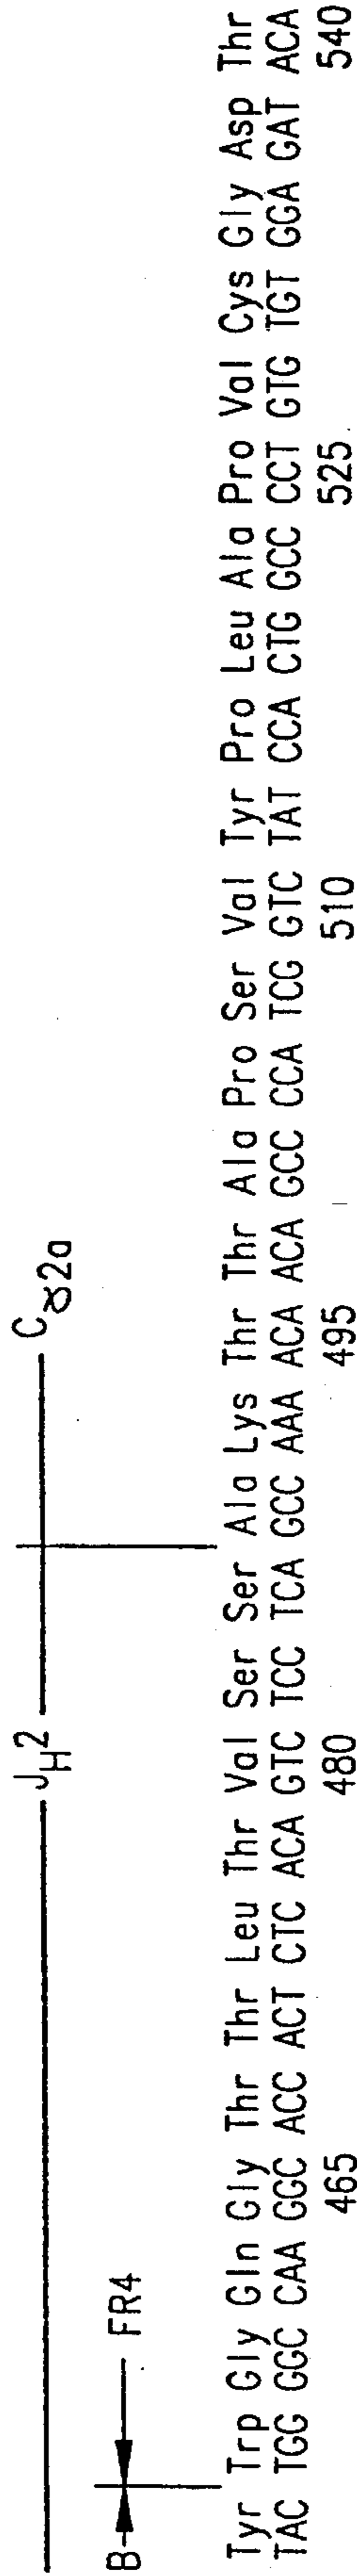 J_H2 C_γ2a
B FR4
Tyr Trp Gly Gln Gly Thr Thr Leu Thr Val Ser Ser Ala Lys Thr Thr Ala Pro Ser Val Tyr Pro Leu Ala Pro Val Cys Gly Asp Thr
TAC TGG GGC CAA GGC ACC ACT CTC ACA GTC TCC TCA GCC AAA ACA ACA GCC CCA TCG GTC TAT CCA CTG GCC CCT GTG TGT GGA GAT ACA
465 480 495 510 525 540